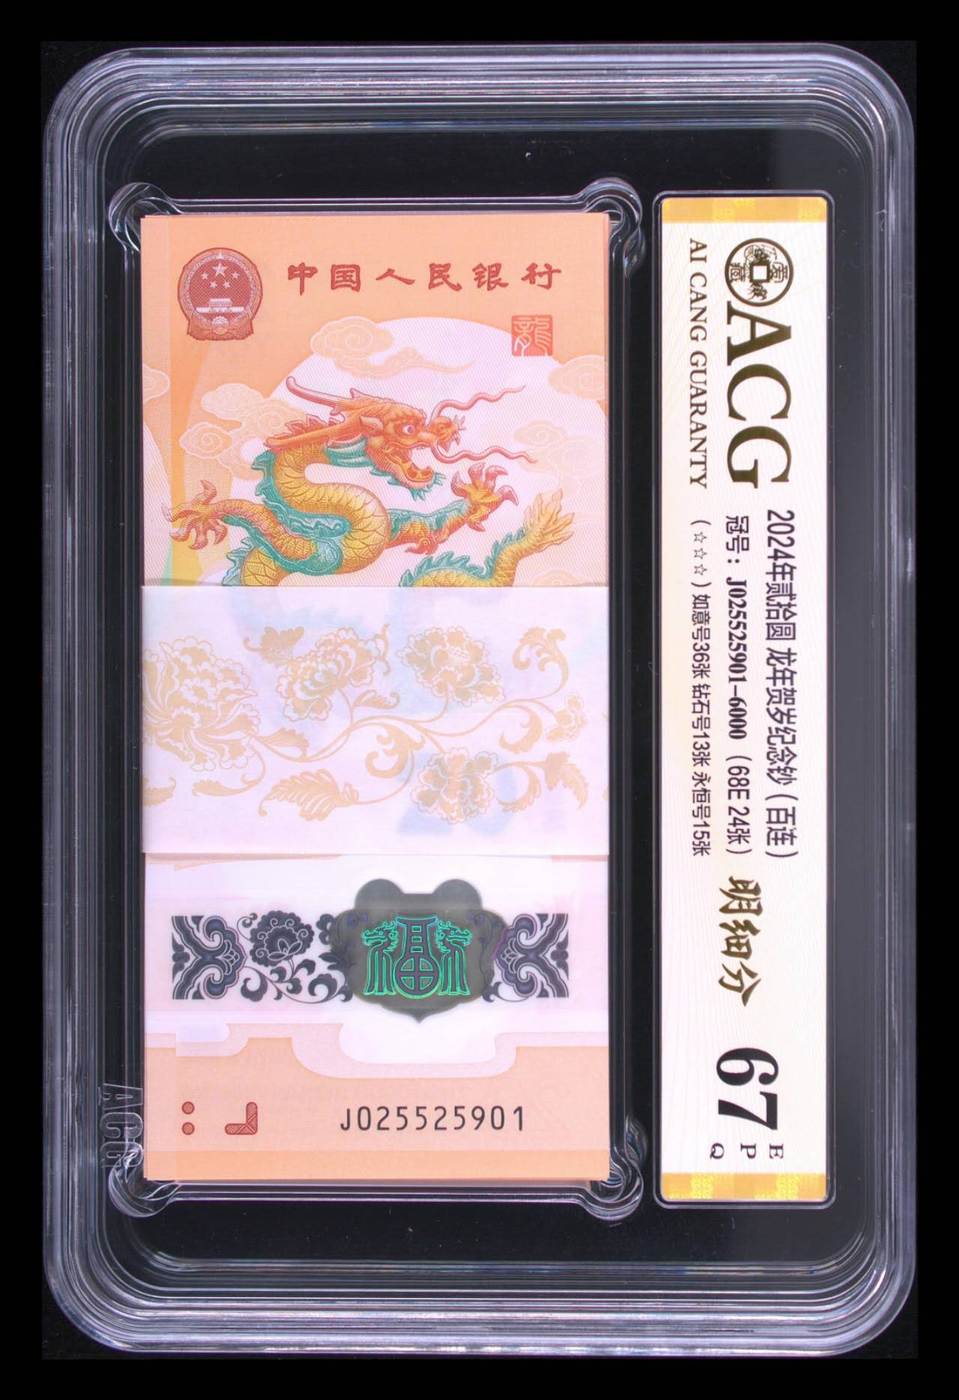 中国人民银行
龍
福
J025525901
ACG
ACG
AI CANG GUARANTY
2024年贰拾圆 龙年贺岁纪念钞（百连）
冠号：J025525901-6000（68E 24张）
（☆☆☆）如意号36张 钻石号13张 永恒号15张
明细分
67
E
P
Q